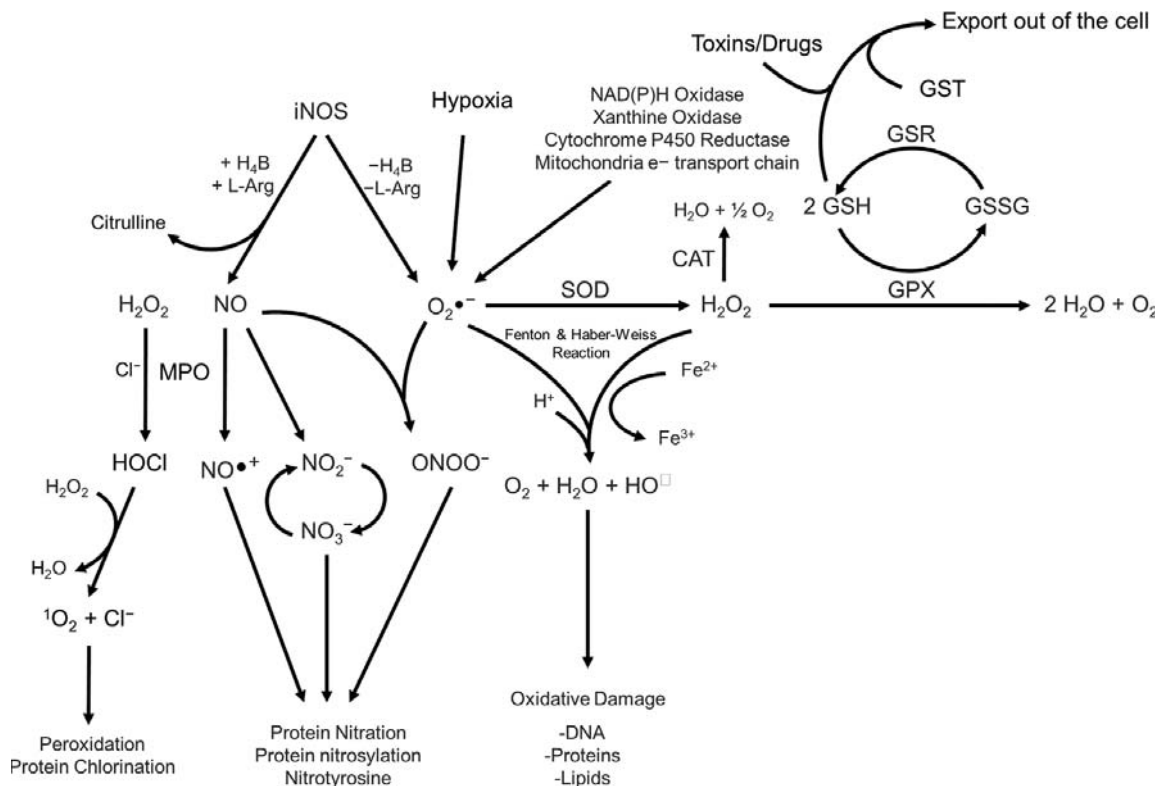 Export out of the cell
Toxins/Drugs
GST
NAD(P)H Oxidase
Xanthine Oxidase
Cytochrome P450 Reductase
Mitochondria e− transport chain
Hypoxia
iNOS
GSR
+ H₄B
+ L-Arg
−H₄B
−L-Arg
H₂O + ½ O₂
2 GSH
GSSG
Citrulline
CAT
H₂O₂
NO
O₂•−
SOD
H₂O₂
GPX
2 H₂O + O₂
Fenton & Haber-Weiss
Reaction
Cl⁻
MPO
H⁺
Fe²⁺
Fe³⁺
HOCl
NO•+
NO₂⁻
ONOO⁻
O₂ + H₂O + HO□
H₂O₂
NO₃⁻
H₂O
¹O₂ + Cl⁻
Oxidative Damage
-DNA
-Proteins
-Lipids
Peroxidation
Protein Chlorination
Protein Nitration
Protein nitrosylation
Nitrotyrosine